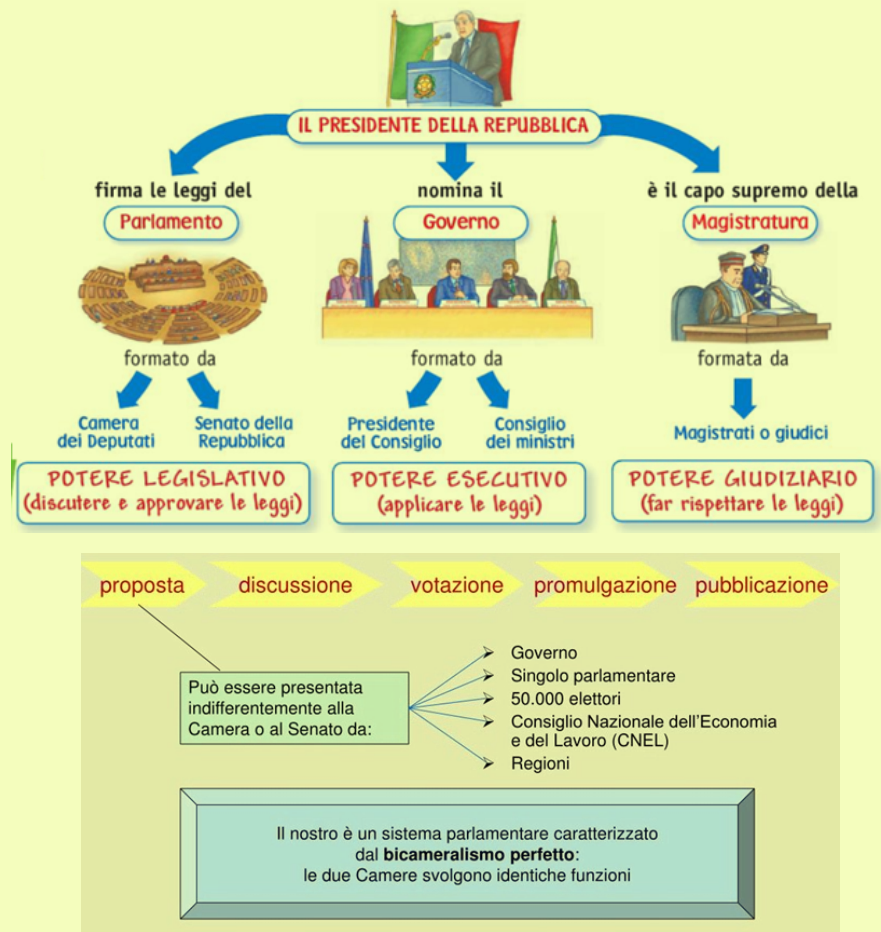 IL PRESIDENTE DELLA REPUBBLICA
firma le leggi del
Parlamento
nomina il
Governo
è il capo supremo della
Magistratura
formato da
formato da
formata da
Camera
dei Deputati
Senato della
Repubblica
Presidente
del Consiglio
Consiglio
dei ministri
Magistrati o giudici
POTERE LEGISLATIVO
(discutere e approvare le leggi)
POTERE ESECUTIVO
(applicare le leggi)
POTERE GIUDIZIARIO
(far rispettare le leggi)
proposta
discussione
votazione
promulgazione
pubblicazione
Può essere presentata
indifferentemente alla
Camera o al Senato da:
Governo
Singolo parlamentare
50.000 elettori
Consiglio Nazionale dell'Economia
e del Lavoro (CNEL)
Regioni
Il nostro è un sistema parlamentare caratterizzato
dal bicameralismo perfetto:
le due Camere svolgono identiche funzioni